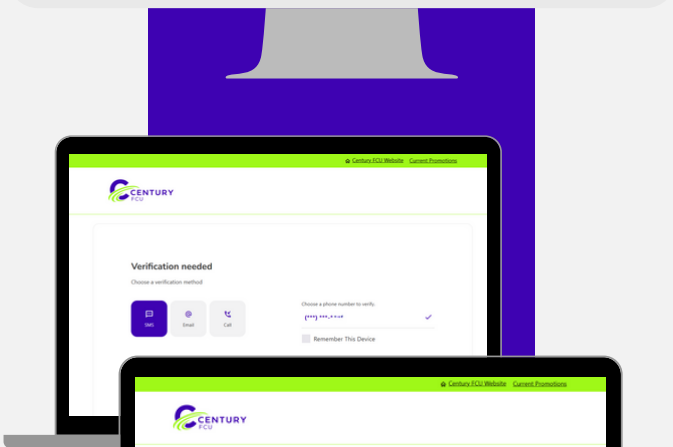 Century FCU Website Current Promotions
CENTURY
FCU
Verification needed
Choose a verification method
Choose a phone number to verify.
SMS Email Call
Remember This Device
Century FCU Website Current Promotions
CENTURY
FCU